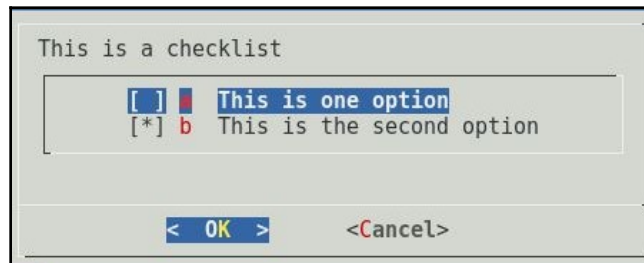 This is a checklist
[ ] a This is one option
[*] b This is the second option
< OK > <Cancel>